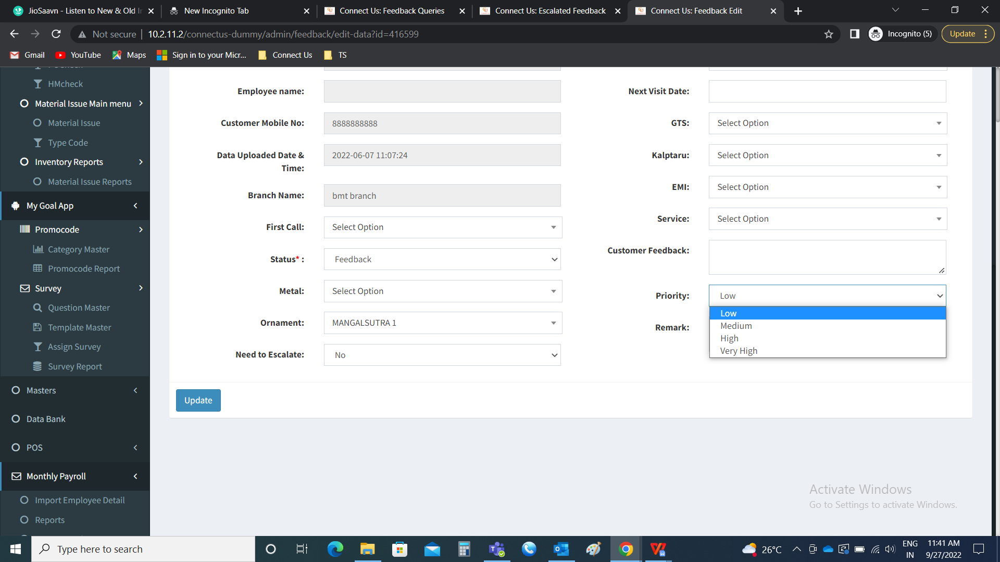 JioSaavn - Listen to New & Old In
New Incognito Tab
Connect Us: Feedback Queries
Connect Us: Escalated Feedback
Connect Us: Feedback Edit
Not secure | 10.2.11.2/connectus-dummy/admin/feedback/edit-data?id=416599
Incognito (5)
Update
Gmail
YouTube
Maps
Sign in to your Micr...
Connect Us
TS
HMcheck
Material Issue Main menu
Material Issue
Type Code
Inventory Reports
Material Issue Reports
My Goal App
Promocode
Category Master
Promocode Report
Survey
Question Master
Template Master
Assign Survey
Survey Report
Masters
Data Bank
POS
Monthly Payroll
Import Employee Detail
Reports
Employee name:
Customer Mobile No: 8888888888
Data Uploaded Date & 2022-06-07 11:07:24
Time:
Branch Name: bmt branch
First Call: Select Option
Status* : Feedback
Metal: Select Option
Ornament: MANGALSUTRA 1
Need to Escalate: No
Next Visit Date:
GTS: Select Option
Kalptaru: Select Option
EMI: Select Option
Service: Select Option
Customer Feedback:
Priority: Low
Low
Medium
Remark:
High
Very High
Update
Activate Windows
Go to Settings to activate Windows.
Type here to search
26°C
ENG
IN
11:41 AM
9/27/2022